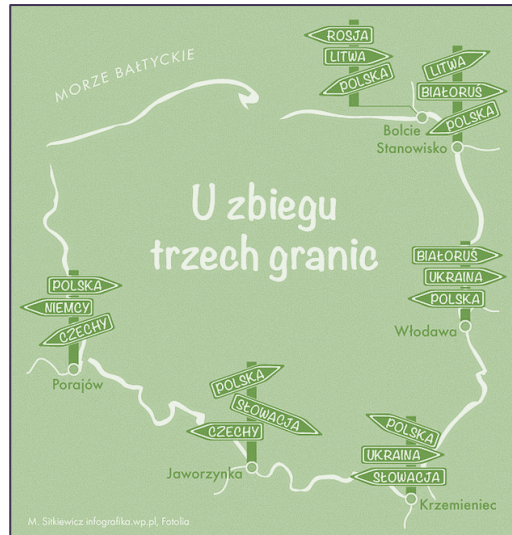 MORZE BAŁTYCKIE
ROSJA
LITWA
POLSKA
LITWA
BIAŁORUŚ
POLSKA
Bolcie
Stanowisko
U zbiegu
trzech granic
BIAŁORUŚ
UKRAINA
POLSKA
Włodawa
POLSKA
NIEMCY
CZECHY
Porajów
POLSKA
SŁOWACJA
CZECHY
Jaworzynka
POLSKA
UKRAINA
SŁOWACJA
Krzemieniec
M. Sitkiewicz infografika.wp.pl, Fotolia